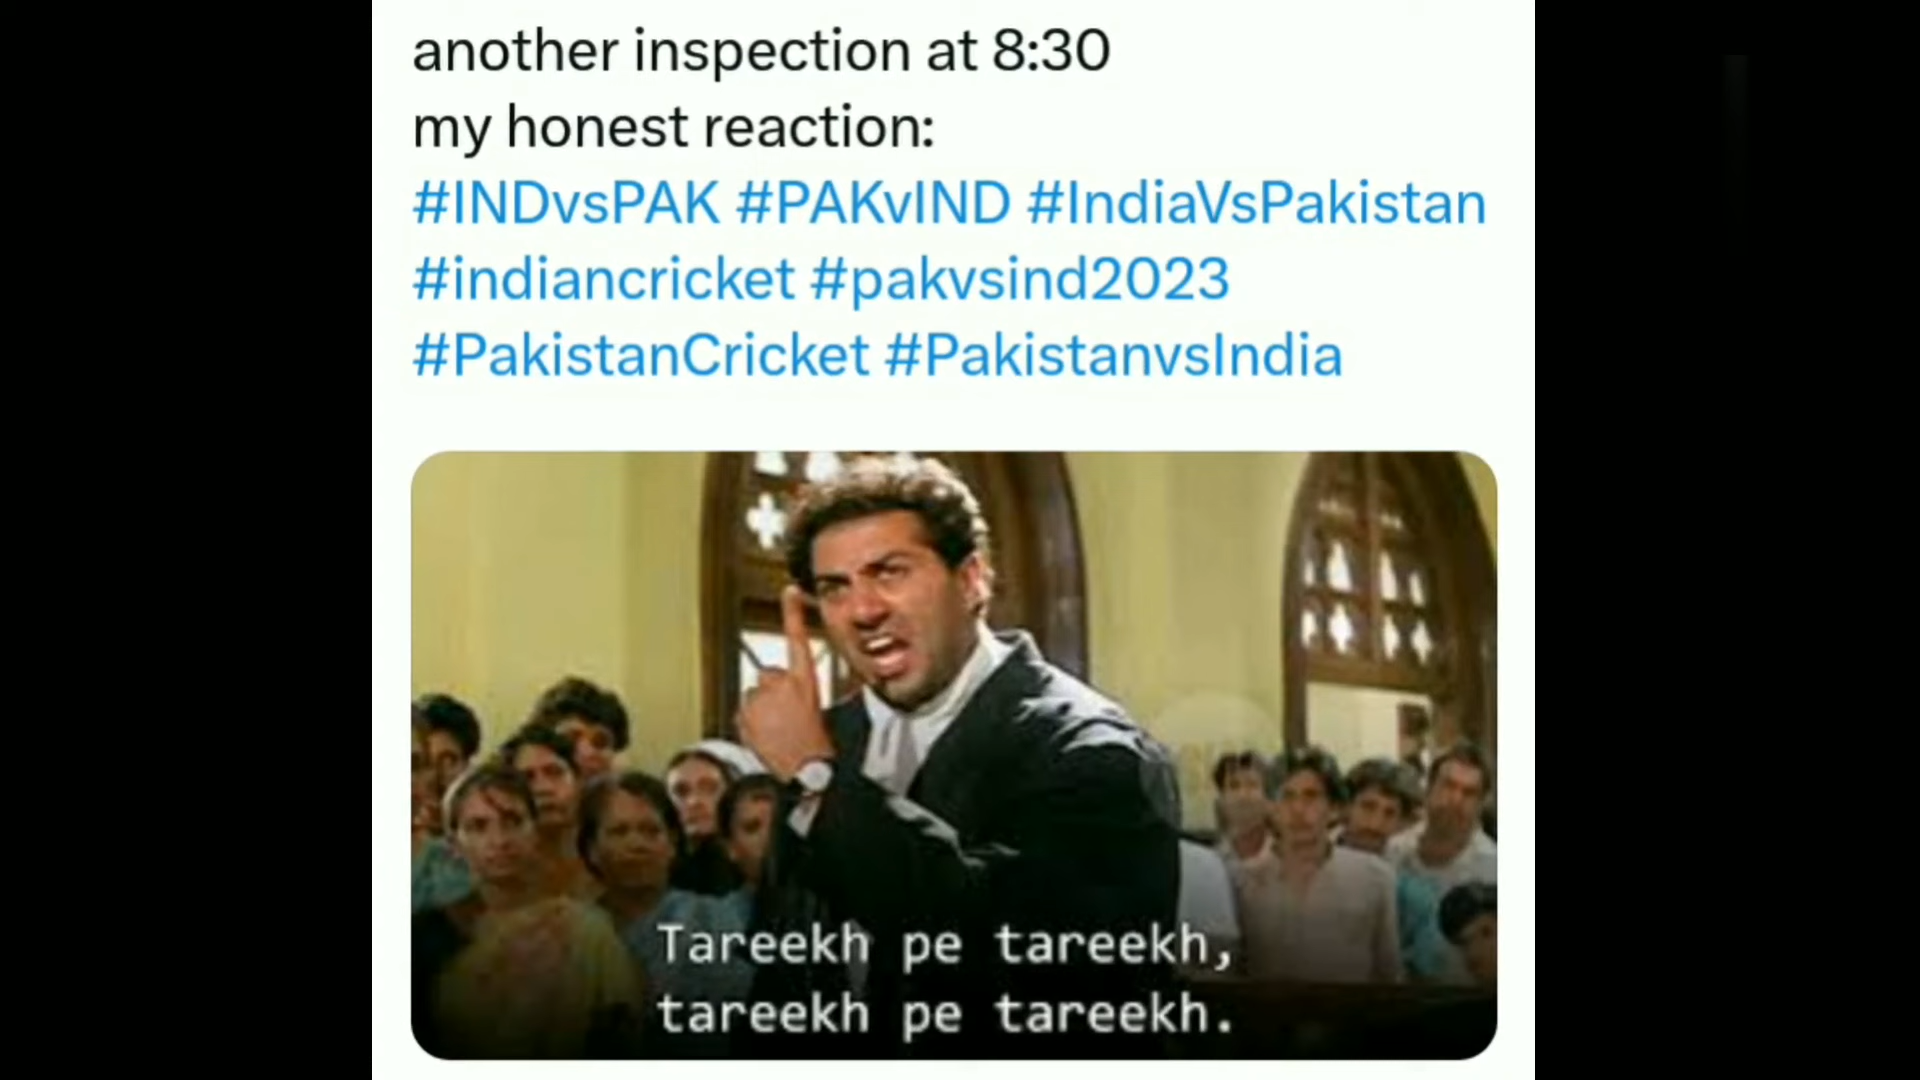 another inspection at 8:30
my honest reaction:
#INDvsPAK #PAKvIND #IndiaVsPakistan
#indiancricket #pakvsind2023
#PakistanCricket #PakistanvsIndia
Tareekh pe tareekh,
tareekh pe tareekh.